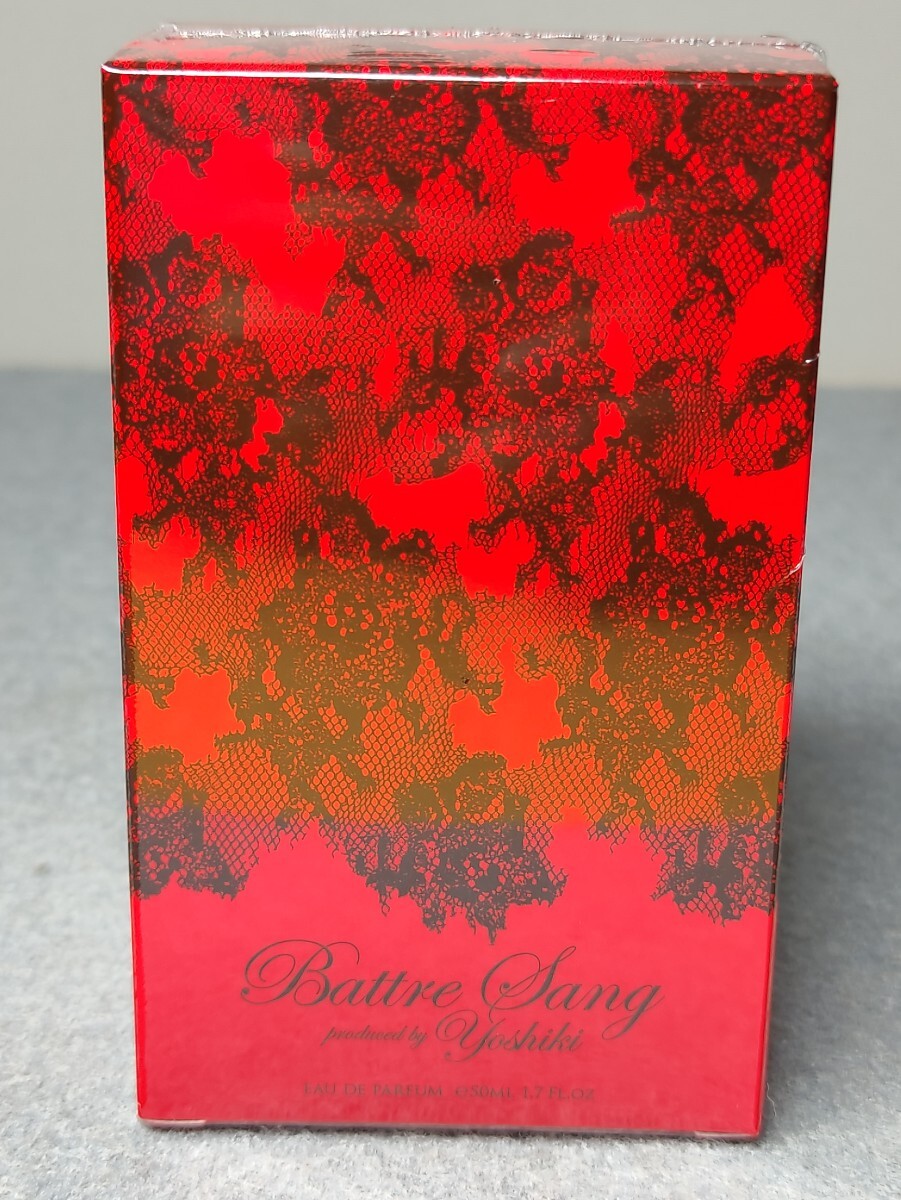 Battre Sang
produced by Yoshiki
EAU DE PARFUM ℮50ML 1.7 FL.OZ